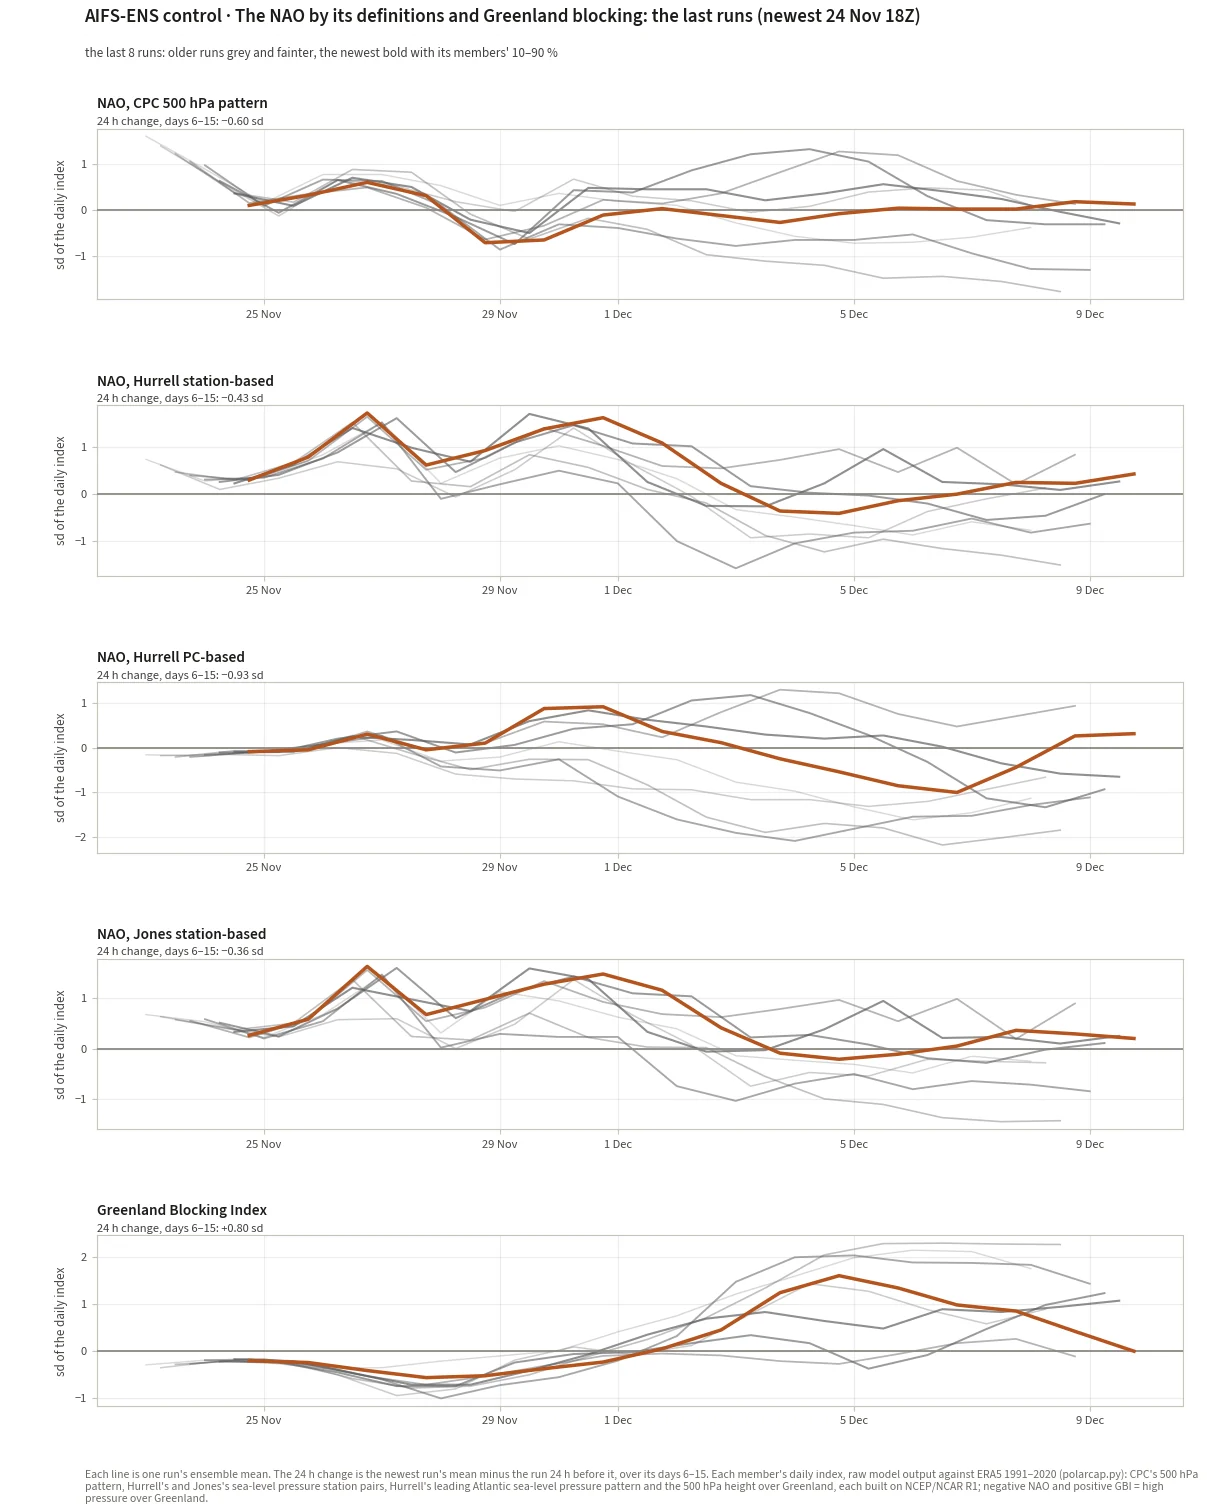 AIFS-ENS control · The NAO by its definitions and Greenland blocking: the last runs (newest 24 Nov 18Z)
the last 8 runs: older runs grey and fainter, the newest bold with its members' 10–90 %
NAO, CPC 500 hPa pattern
24 h change, days 6–15: −0.60 sd
sd of the daily index
1
0
−1
25 Nov
29 Nov
1 Dec
5 Dec
9 Dec
NAO, Hurrell station-based
24 h change, days 6–15: −0.43 sd
sd of the daily index
1
0
−1
25 Nov
29 Nov
1 Dec
5 Dec
9 Dec
NAO, Hurrell PC-based
24 h change, days 6–15: −0.93 sd
sd of the daily index
1
0
−1
−2
25 Nov
29 Nov
1 Dec
5 Dec
9 Dec
NAO, Jones station-based
24 h change, days 6–15: −0.36 sd
sd of the daily index
1
0
−1
25 Nov
29 Nov
1 Dec
5 Dec
9 Dec
Greenland Blocking Index
24 h change, days 6–15: +0.80 sd
sd of the daily index
2
1
0
−1
25 Nov
29 Nov
1 Dec
5 Dec
9 Dec
Each line is one run's ensemble mean. The 24 h change is the newest run's mean minus the run 24 h before it, over its days 6–15. Each member's daily index, raw model output against ERA5 1991–2020 (polarcap.py): CPC's 500 hPa
pattern, Hurrell's and Jones's sea-level pressure station pairs, Hurrell's leading Atlantic sea-level pressure pattern and the 500 hPa height over Greenland, each built on NCEP/NCAR R1; negative NAO and positive GBI = high
pressure over Greenland.